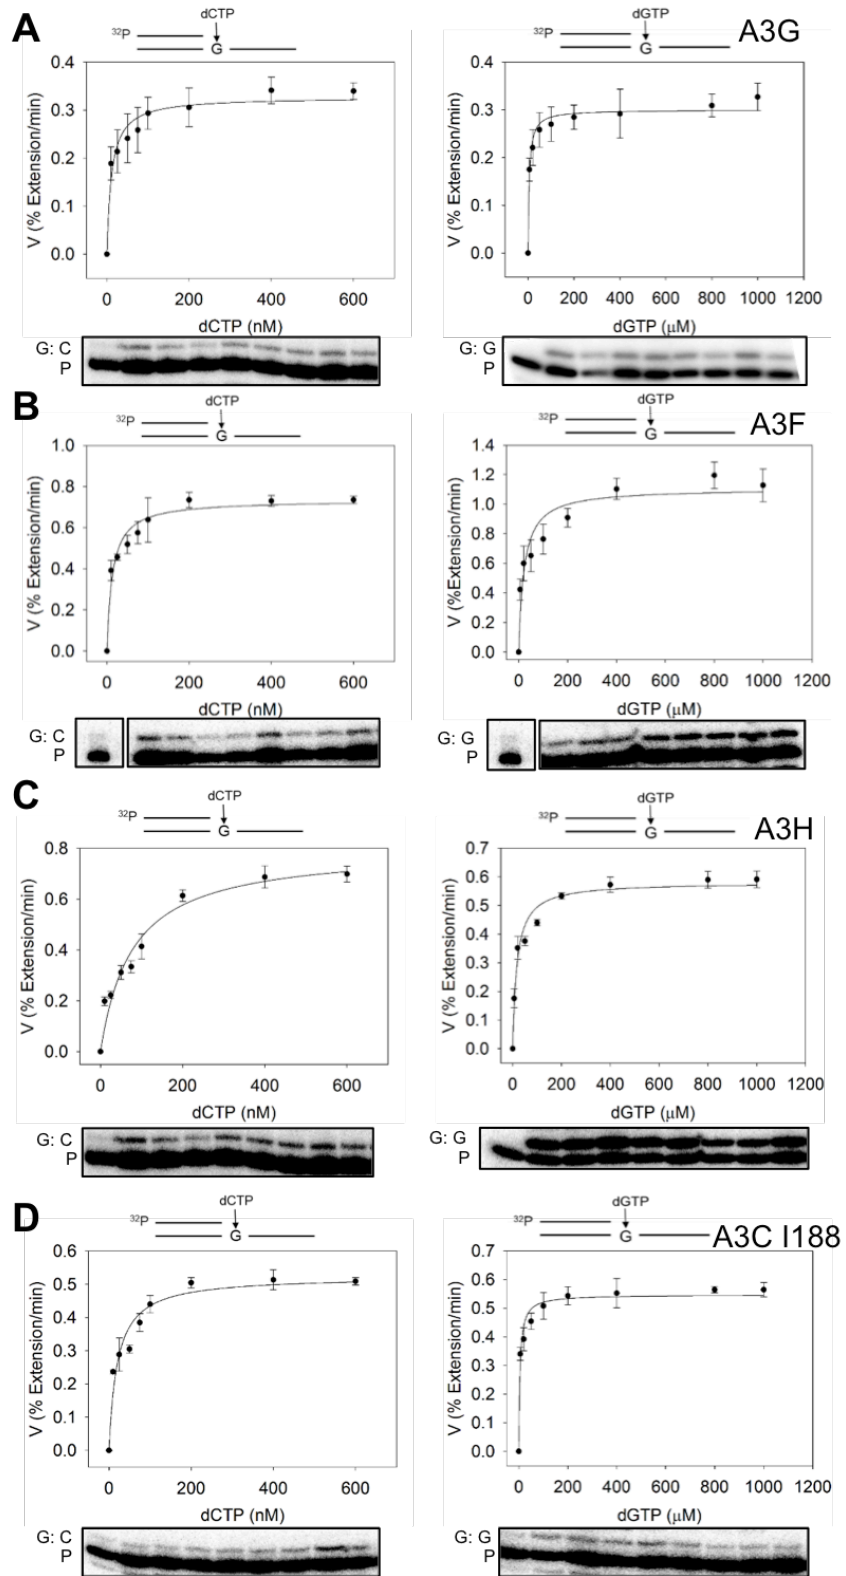 A
dCTP
32P
G
V (% Extension/min)
0.4
0.3
0.2
0.1
0.0
0 200 400 600
dCTP (nM)
G: C
P
dGTP
A3G
32P
G
V (% Extension/min)
0.4
0.3
0.2
0.1
0.0
0 200 400 600 800 1000 1200
dGTP (μM)
G: G
P
B
dCTP
32P
G
V (% Extension/min)
1.0
0.8
0.6
0.4
0.2
0.0
0 200 400 600
dCTP (nM)
G: C
P
dGTP
A3F
32P
G
V (%Extension/min)
1.4
1.2
1.0
0.8
0.6
0.4
0.2
0.0
0 200 400 600 800 1000 1200
dGTP (μM)
G: G
P
C
dCTP
32P
G
V (% Extension/min)
0.8
0.6
0.4
0.2
0.0
0 200 400 600
dCTP (nM)
G: C
P
dGTP
A3H
32P
G
V (% Extension/min)
0.7
0.6
0.5
0.4
0.3
0.2
0.1
0.0
0 200 400 600 800 1000 1200
dGTP (μM)
G: G
P
D
dCTP
32P
G
V (% Extension/min)
0.6
0.5
0.4
0.3
0.2
0.1
0.0
0 200 400 600
dCTP (nM)
G: C
P
dGTP
32P
G
A3C I188
V (% Extension/min)
0.7
0.6
0.5
0.4
0.3
0.2
0.1
0.0
0 200 400 600 800 1000 1200
dGTP (μM)
G: G
P